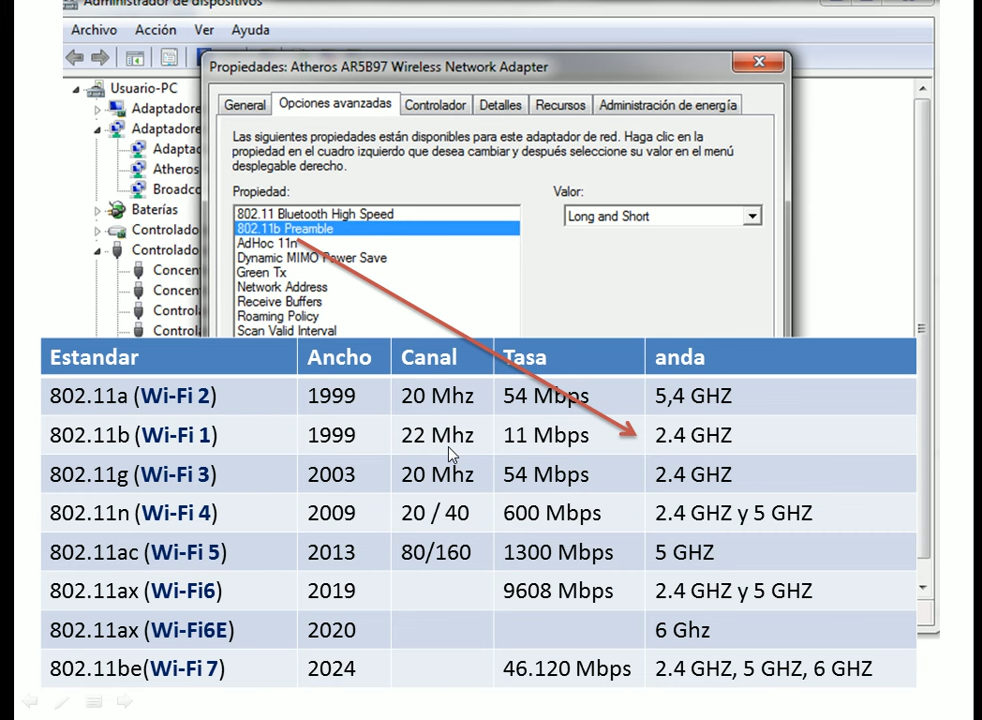 Administrador de dispositivos
Archivo Acción Ver Ayuda
Propiedades: Atheros AR5B97 Wireless Network Adapter
Usuario-PC
Adaptadore
Adaptadore
Adaptad
Atheros
Broadco
Baterías
Controlado
Controlado
Concen
Concen
Control
Control
General Opciones avanzadas Controlador Detalles Recursos Administración de energía
Las siguientes propiedades están disponibles para este adaptador de red. Haga clic en la
propiedad en el cuadro izquierdo que desea cambiar y después seleccione su valor en el menú
desplegable derecho.
Propiedad: Valor:
802.11 Bluetooth High Speed
802.11b Preamble
AdHoc 11n
Dynamic MIMO Power Save
Green Tx
Network Address
Receive Buffers
Roaming Policy
Scan Valid Interval
Long and Short
Estandar Ancho Canal Tasa anda
802.11a (Wi-Fi 2) 1999 20 Mhz 54 Mbps 5,4 GHZ
802.11b (Wi-Fi 1) 1999 22 Mhz 11 Mbps 2.4 GHZ
802.11g (Wi-Fi 3) 2003 20 Mhz 54 Mbps 2.4 GHZ
802.11n (Wi-Fi 4) 2009 20 / 40 600 Mbps 2.4 GHZ y 5 GHZ
802.11ac (Wi-Fi 5) 2013 80/160 1300 Mbps 5 GHZ
802.11ax (Wi-Fi6) 2019 9608 Mbps 2.4 GHZ y 5 GHZ
802.11ax (Wi-Fi6E) 2020 6 Ghz
802.11be(Wi-Fi 7) 2024 46.120 Mbps 2.4 GHZ, 5 GHZ, 6 GHZ